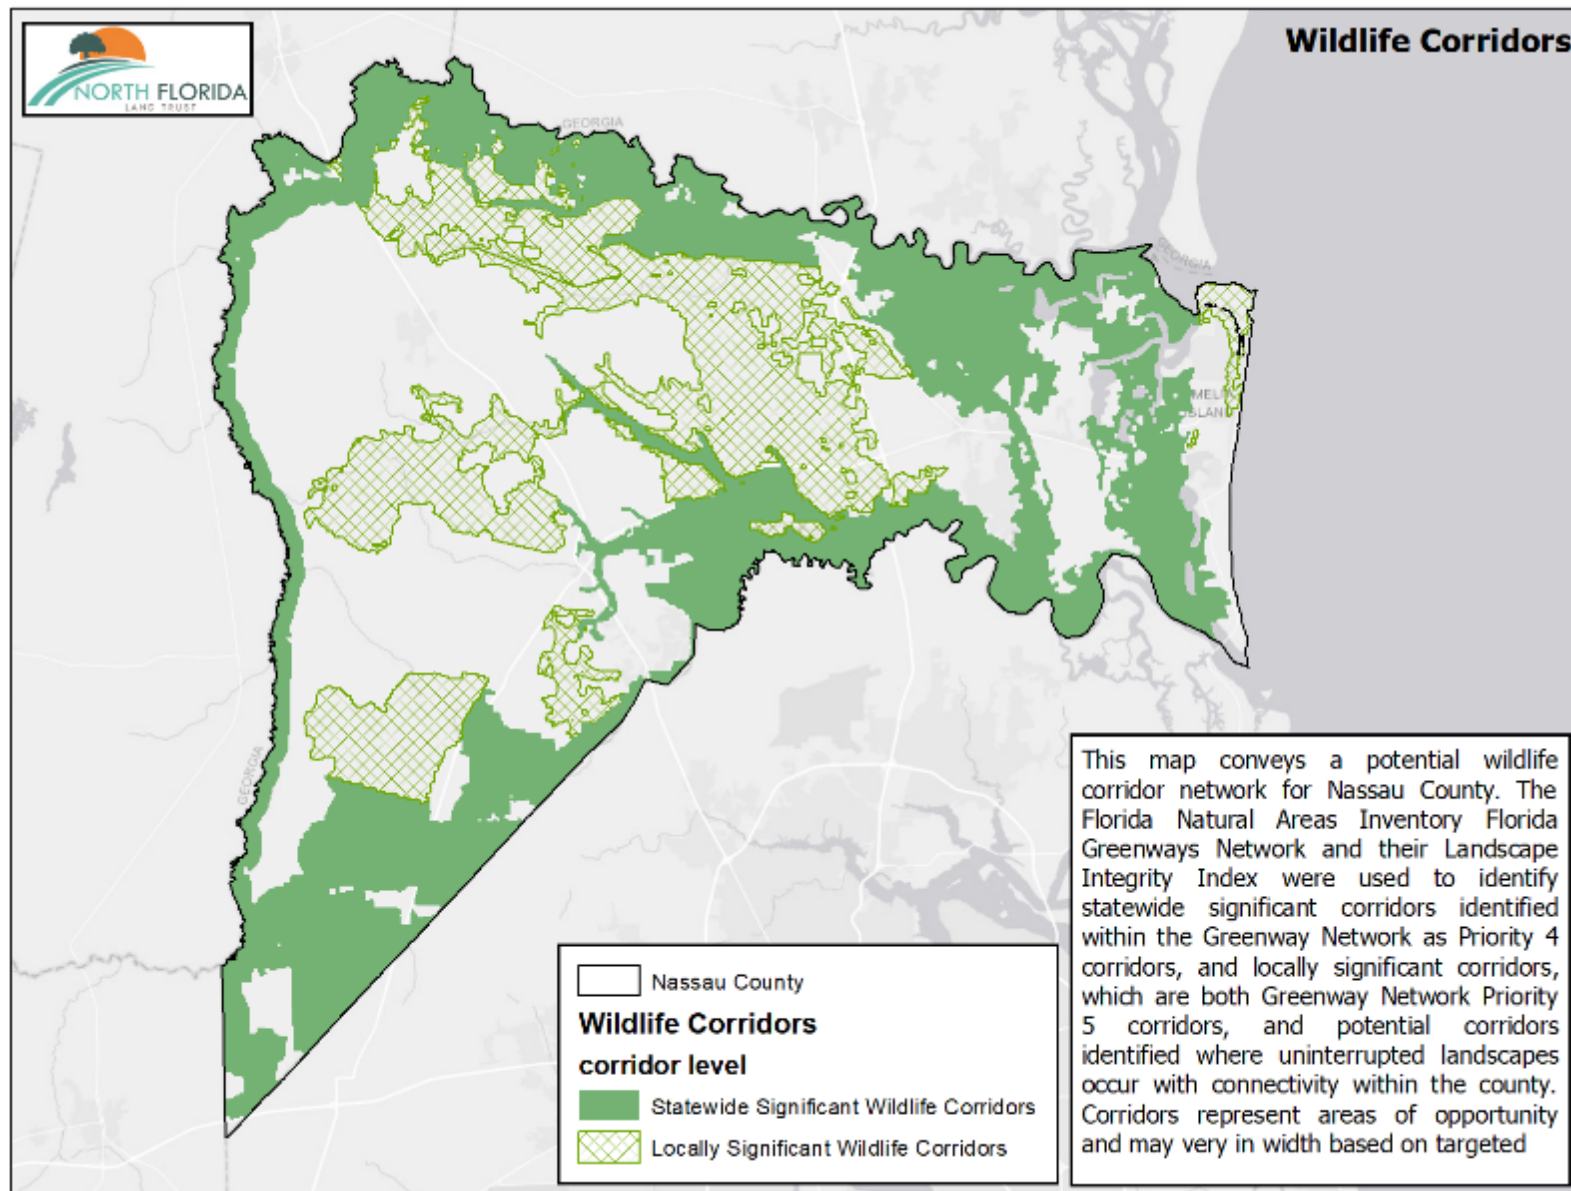 Wildlife Corridors
NORTH FLORIDA
LAND TRUST
GEORGIA
GEORGIA
MELI
ISLAND
GEORGIA
Nassau County
Wildlife Corridors
corridor level
Statewide Significant Wildlife Corridors
Locally Significant Wildlife Corridors
This map conveys a potential wildlife
corridor network for Nassau County. The
Florida Natural Areas Inventory Florida
Greenways Network and their Landscape
Integrity Index were used to identify
statewide significant corridors identified
within the Greenway Network as Priority 4
corridors, and locally significant corridors,
which are both Greenway Network Priority
5 corridors, and potential corridors
identified where uninterrupted landscapes
occur with connectivity within the county.
Corridors represent areas of opportunity
and may very in width based on targeted